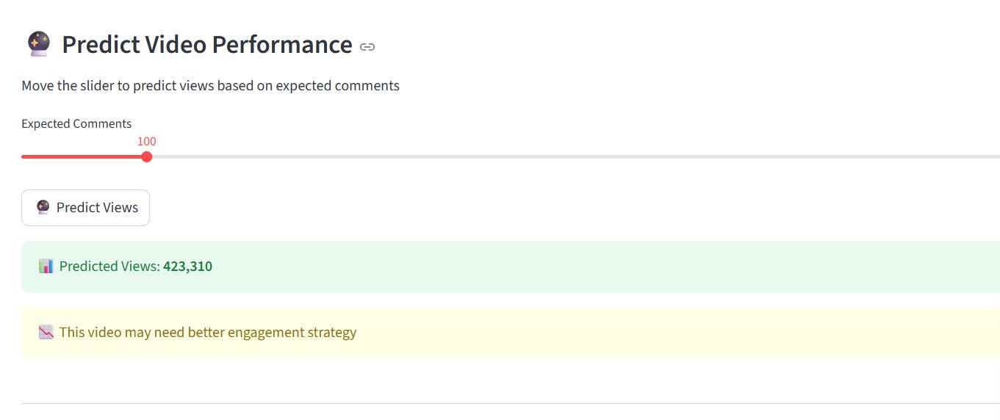 Predict Video Performance
Move the slider to predict views based on expected comments
Expected Comments
100
Predict Views
Predicted Views: 423,310
This video may need better engagement strategy